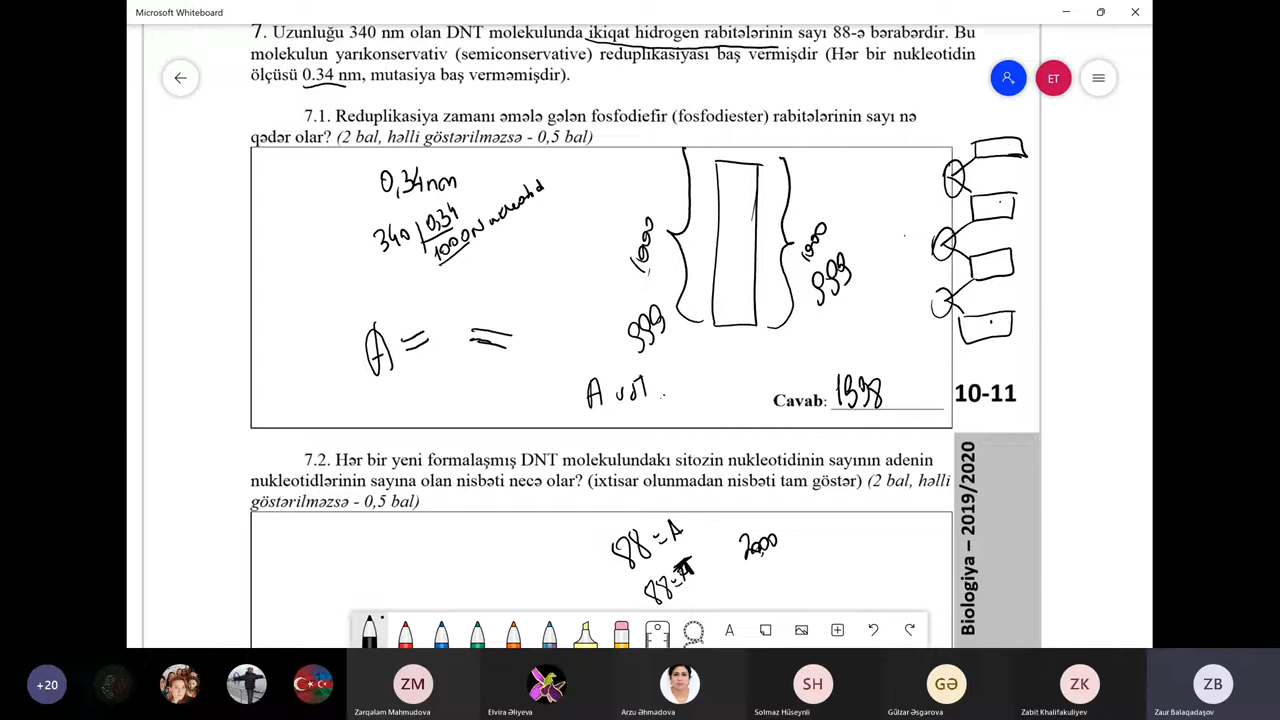 Microsoft Whiteboard
7. Uzunluğu 340 nm olan DNT molekulunda ikiqat hidrogen rabitələrinin sayı 88-ə bərabərdir. Bu
molekulun yarıkonservativ (semiconservative) reduplikasiyası baş vermişdir (Hər bir nukleotidin
ölçüsü 0.34 nm, mutasiya baş verməmişdir).
ET
7.1. Reduplikasiya zamanı əmələ gələn fosfodiefir (fosfodiester) rabitələrinin sayı nə
qədər olar? (2 bal, həlli göstərilməzsə - 0,5 bal)
0,34 nm
340 | 0,34
1000
1000
1000
999
999
A =
=
Cavab: 1998
10-11
Biologiya – 2019/2020
7.2. Hər bir yeni formalaşmış DNT molekulundakı sitozin nukleotidinin sayının adenin
nukleotidlərinin sayına olan nisbəti necə olar? (ixtisar olunmadan nisbəti tam göstər) (2 bal, həlli
göstərilməzsə - 0,5 bal)
88 = A
88 = T
2000
A
+20
ZM
SH
GƏ
ZK
ZB
Zərqələm Mahmudova
Elvira Əliyeva
Arzu Əhmədova
Solmaz Hüseynli
Gülzar Əsgərova
Zabit Khalifakuliyev
Zaur Balaqadaşov